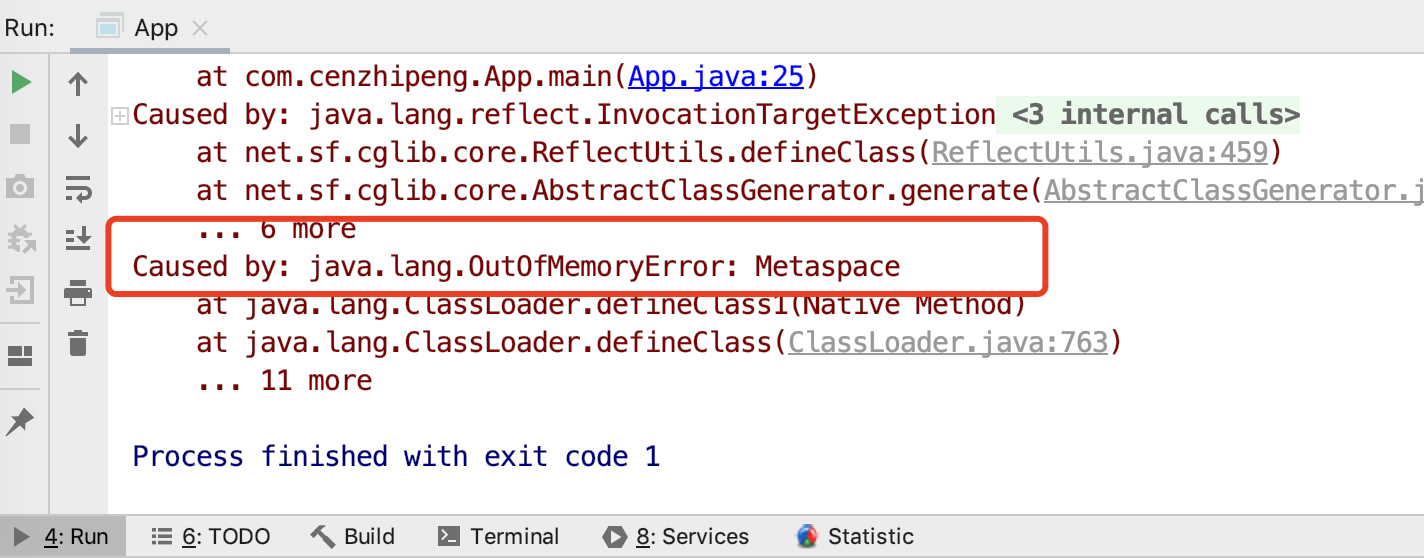 Run: App
at com.cenzhipeng.App.main(App.java:25)
Caused by: java.lang.reflect.InvocationTargetException <3 internal calls>
at net.sf.cglib.core.ReflectUtils.defineClass(ReflectUtils.java:459)
at net.sf.cglib.core.AbstractClassGenerator.generate(AbstractClassGenerator.j
... 6 more
Caused by: java.lang.OutOfMemoryError: Metaspace
at java.lang.ClassLoader.defineClass1(Native Method)
at java.lang.ClassLoader.defineClass(ClassLoader.java:763)
... 11 more
Process finished with exit code 1
4: Run 6: TODO Build Terminal 8: Services Statistic